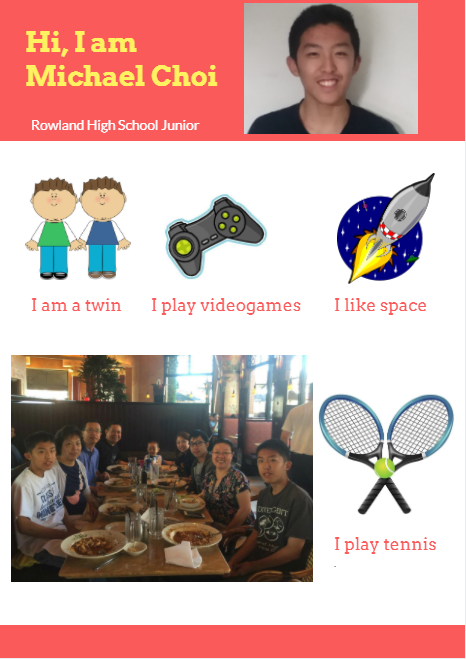 Hi, I am
Michael Choi
Rowland High School Junior
I am a twin
I play videogames
I like space
I play tennis
.